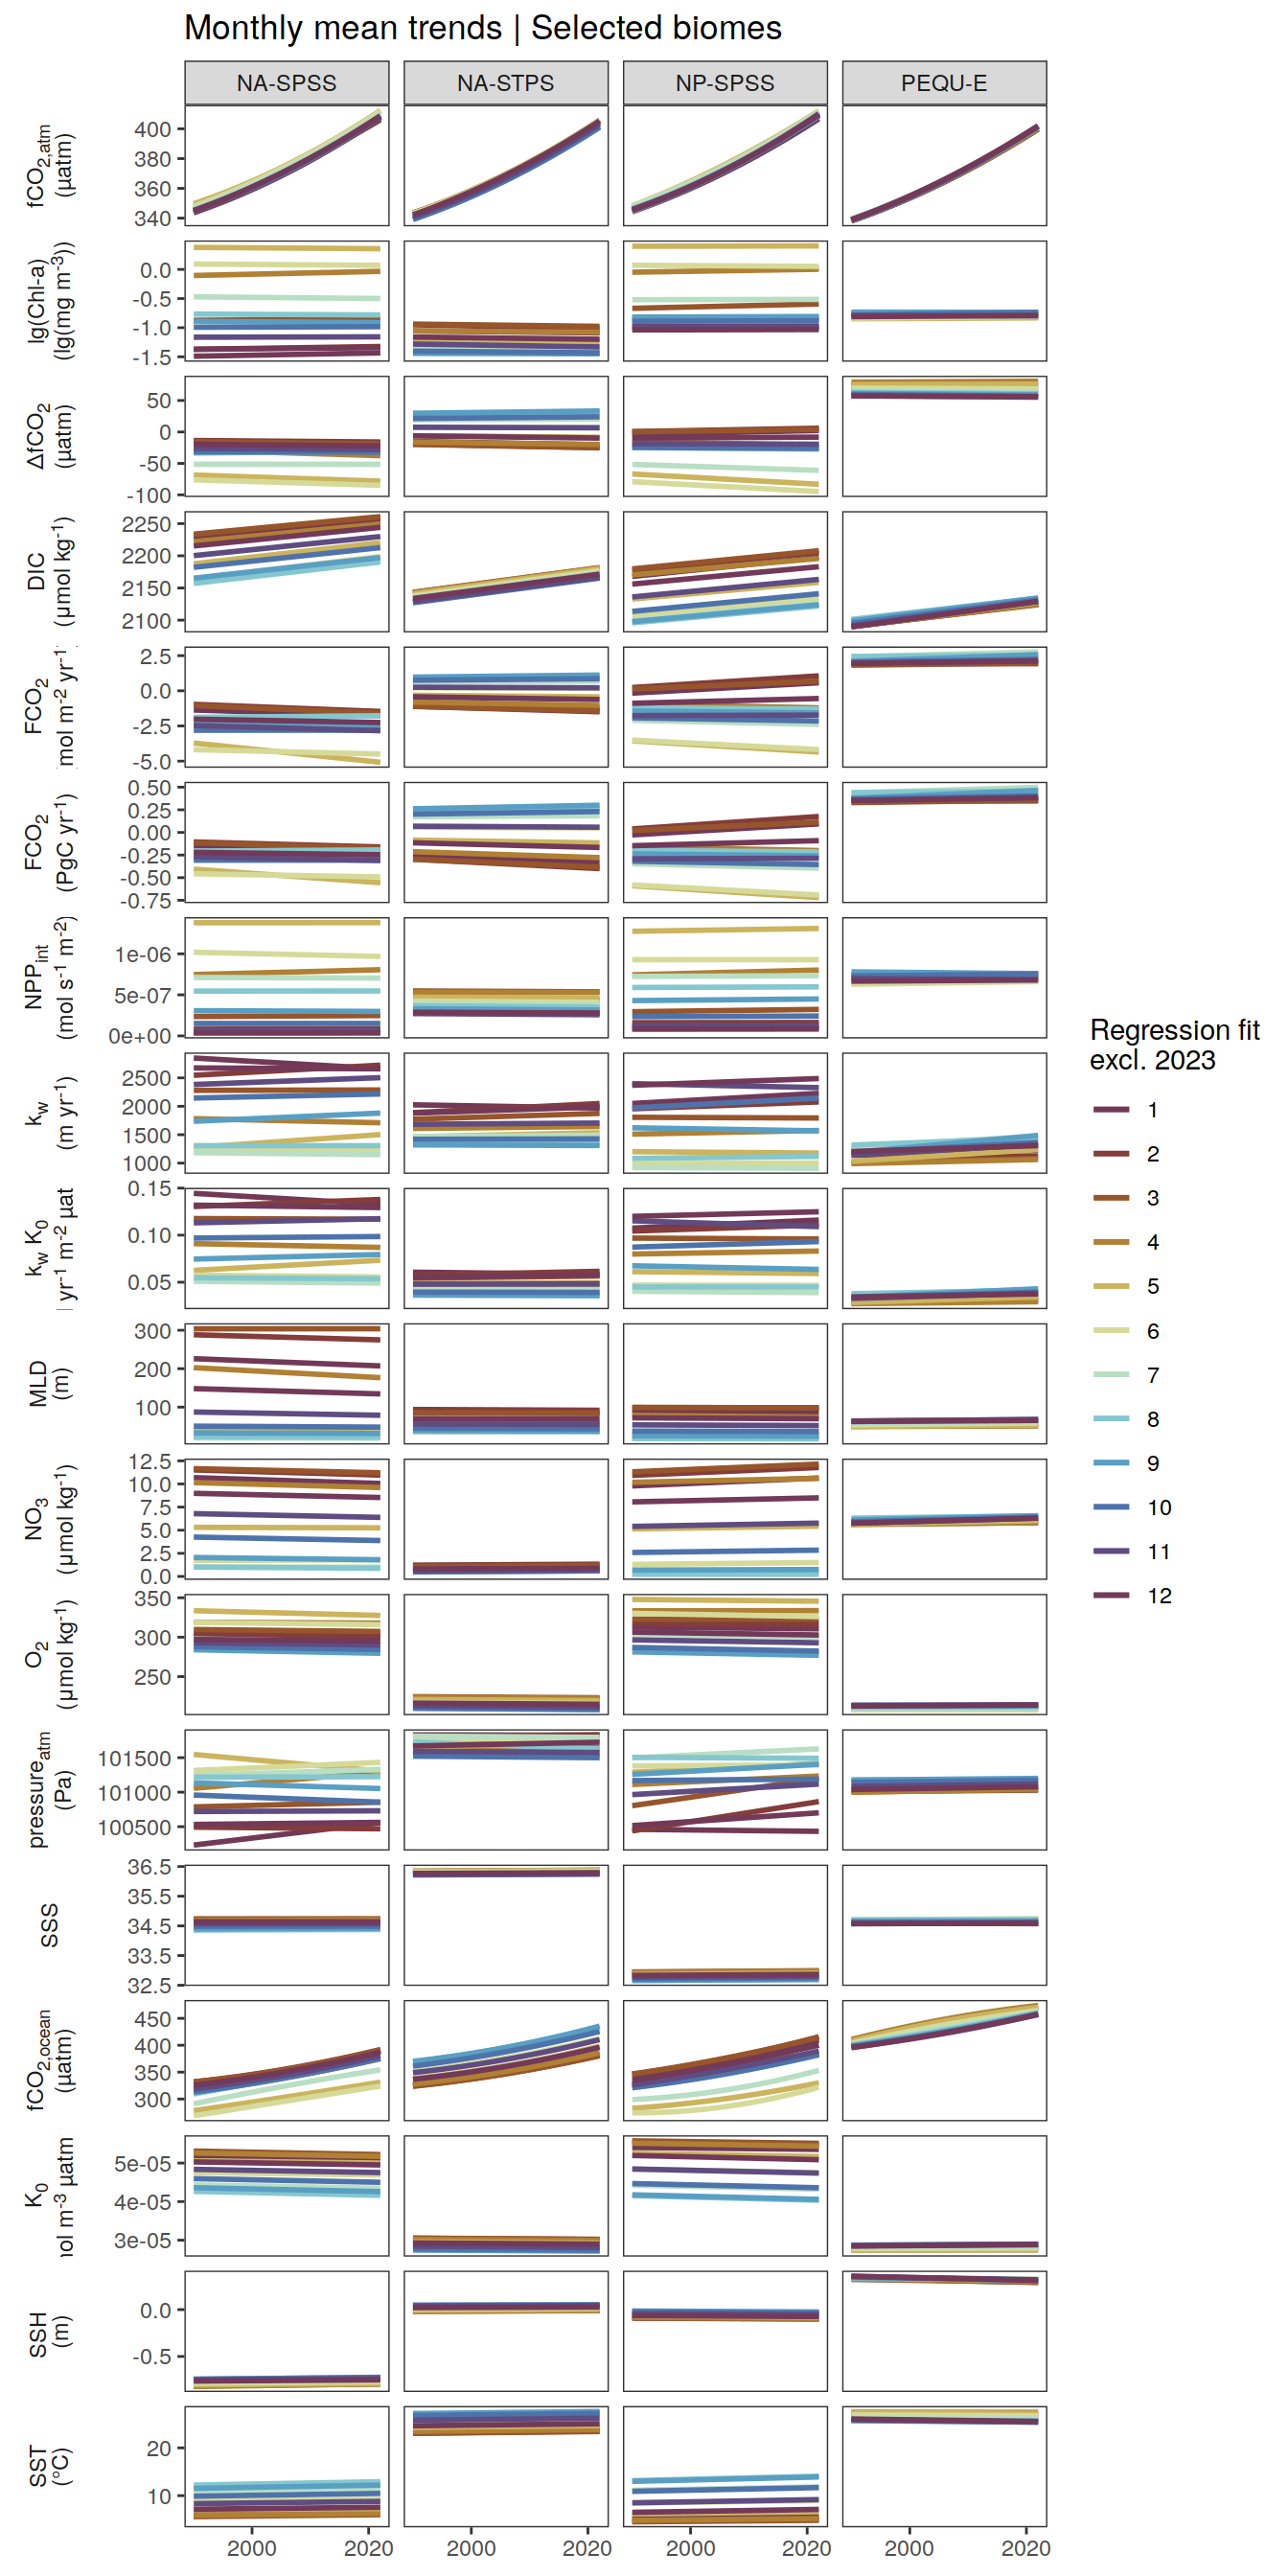 Monthly mean trends | Selected biomes
NA-SPSS NA-STPS NP-SPSS PEQU-E
fCO2,atm
(µatm)
400
380
360
340
lg(Chl-a)
(lg(mg m-3))
0.0
-0.5
-1.0
-1.5
ΔfCO2
(µatm)
50
0
-50
-100
DIC
(µmol kg-1)
2250
2200
2150
2100
FCO2
mol m-2 yr-1
2.5
0.0
-2.5
-5.0
FCO2
(PgC yr-1)
0.50
0.25
0.00
-0.25
-0.50
-0.75
NPPint
(mol s-1 m-2)
1e-06
5e-07
0e+00
kw
(m yr-1)
2500
2000
1500
1000
kw K0
yr-1 m-2 µat
0.15
0.10
0.05
MLD
(m)
300
200
100
NO3
(µmol kg-1)
12.5
10.0
7.5
5.0
2.5
0.0
O2
(µmol kg-1)
350
300
250
pressureatm
(Pa)
101500
101000
100500
SSS
36.5
35.5
34.5
33.5
32.5
fCO2,ocean
(µatm)
450
400
350
300
K0
ol m-3 µatm
5e-05
4e-05
3e-05
SSH
(m)
0.0
-0.5
SST
(°C)
20
10
2000 2020 2000 2020 2000 2020 2000 2020
Regression fit
excl. 2023
1
2
3
4
5
6
7
8
9
10
11
12